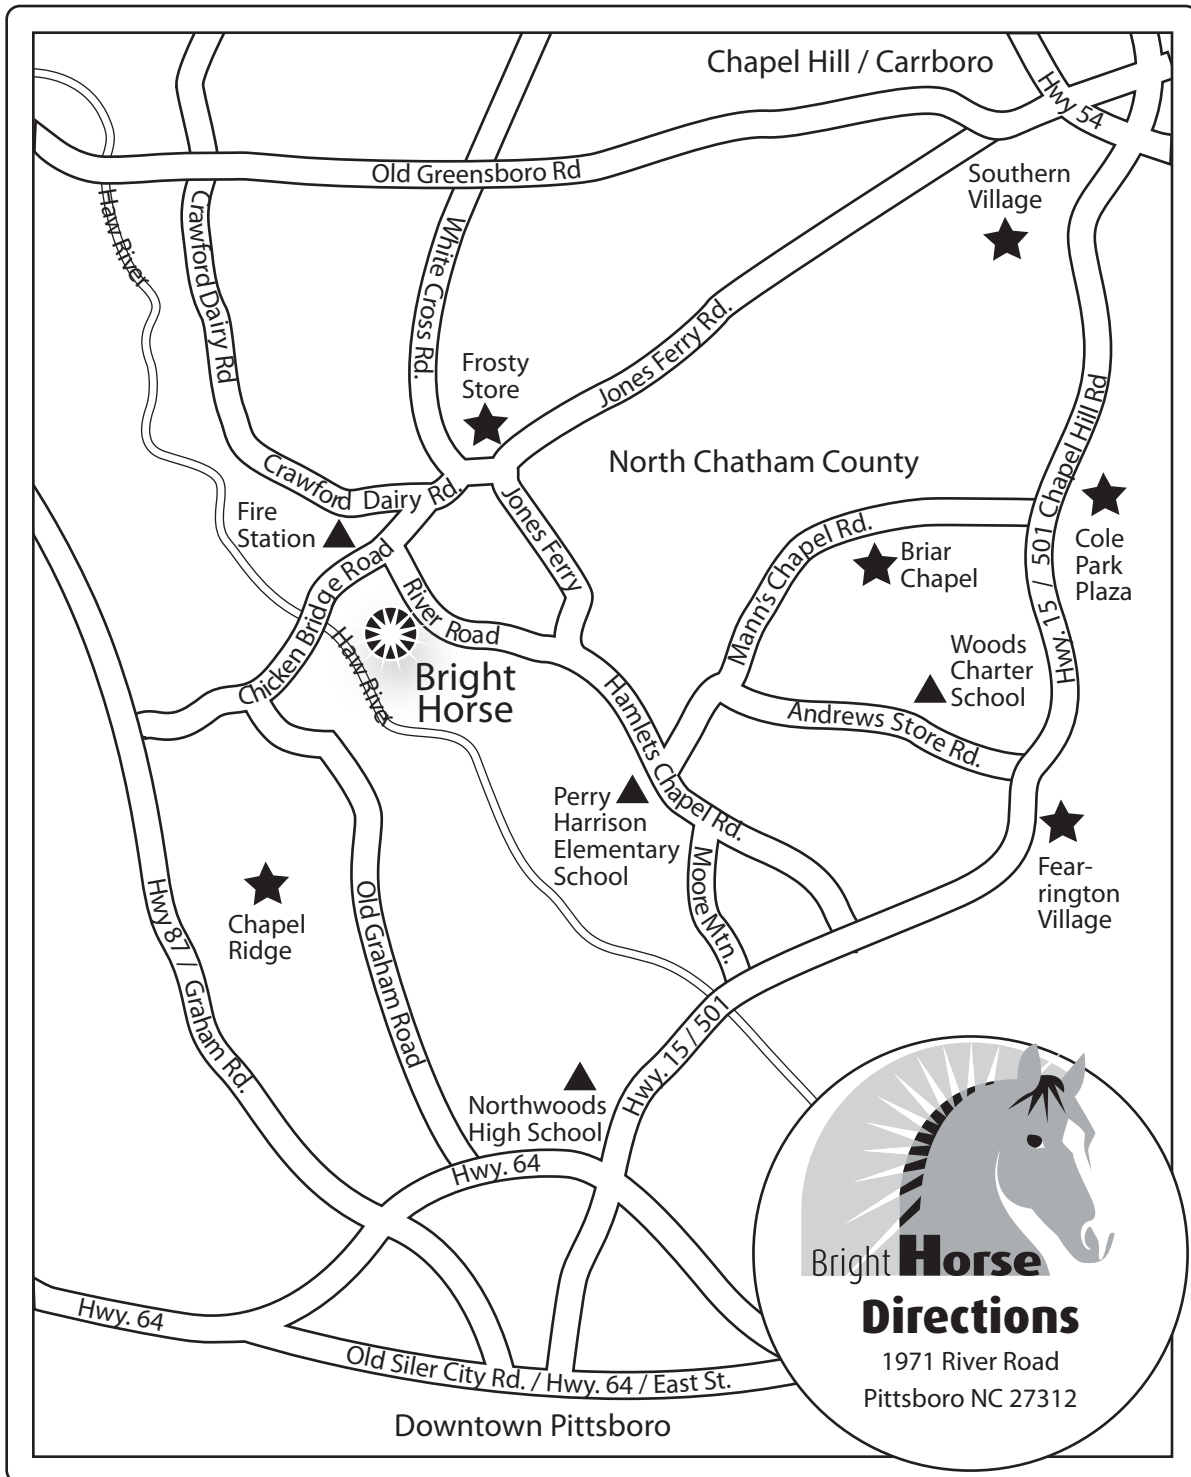 Chapel Hill / Carrboro
Hwy 54
Old Greensboro Rd
Southern
Village
Haw River
Crawford Dairy Rd
White Cross Rd.
Jones Ferry Rd.
Frosty
Store
North Chatham County
Hwy. 15 / 501 Chapel Hill Rd
Crawford Dairy Rd.
Fire
Station
Jones Ferry
Mann's Chapel Rd.
Briar
Chapel
Cole
Park
Plaza
Chicken Bridge Road
River Road
Haw River
Bright
Horse
Woods
Charter
School
Hamlets Chapel Rd.
Andrews Store Rd.
Perry
Harrison
Elementary
School
Moore Mtn.
Fear-
rington
Village
Hwy 87 / Graham Rd.
Chapel
Ridge
Old Graham Road
Hwy. 15 / 501
Northwoods
High School
Hwy. 64
Hwy. 64
Old Siler City Rd. / Hwy. 64 / East St.
Downtown Pittsboro
Bright Horse
Directions
1971 River Road
Pittsboro NC 27312